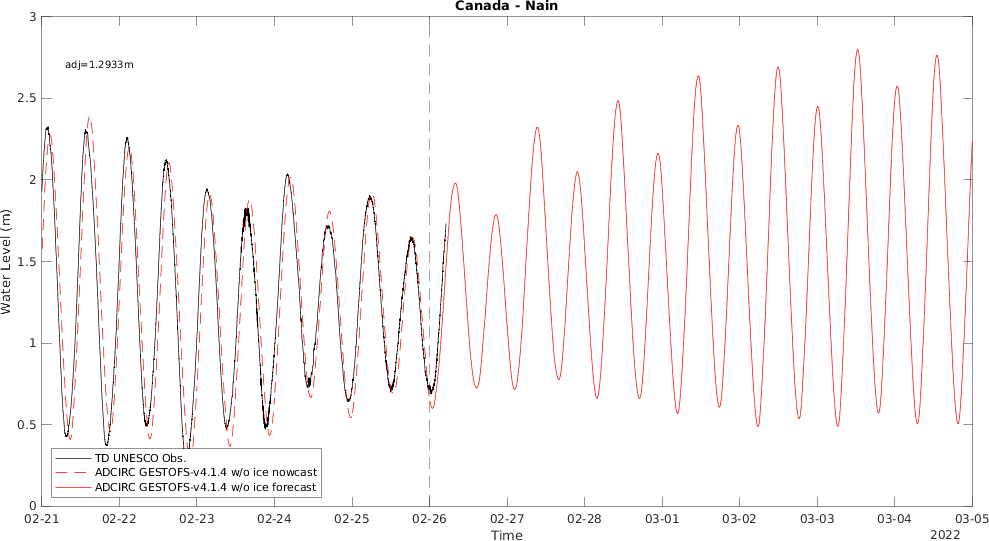 Canada - Nain
adj=1.2933m
Water Level (m)
3
2.5
2
1.5
1
0.5
0
TD UNESCO Obs.
ADCIRC GESTOFS-v4.1.4 w/o ice nowcast
ADCIRC GESTOFS-v4.1.4 w/o ice forecast
02-21 02-22 02-23 02-24 02-25 02-26 02-27 02-28 03-01 03-02 03-03 03-04 03-05
Time
2022